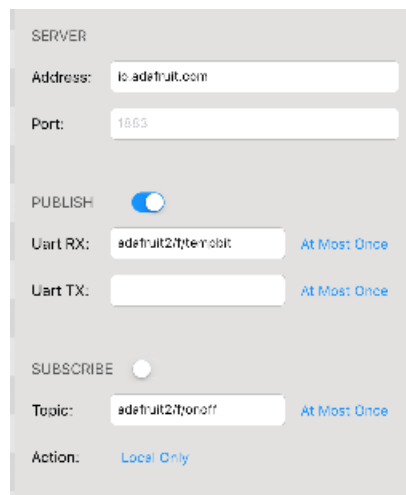 SERVER
Address: io.adafruit.com
Port: 1883
PUBLISH
Uart RX: adafruit2/f/tempbit At Most Once
Uart TX: At Most Once
SUBSCRIBE
Topic: adafruit2/f/onoff At Most Once
Action: Local Only